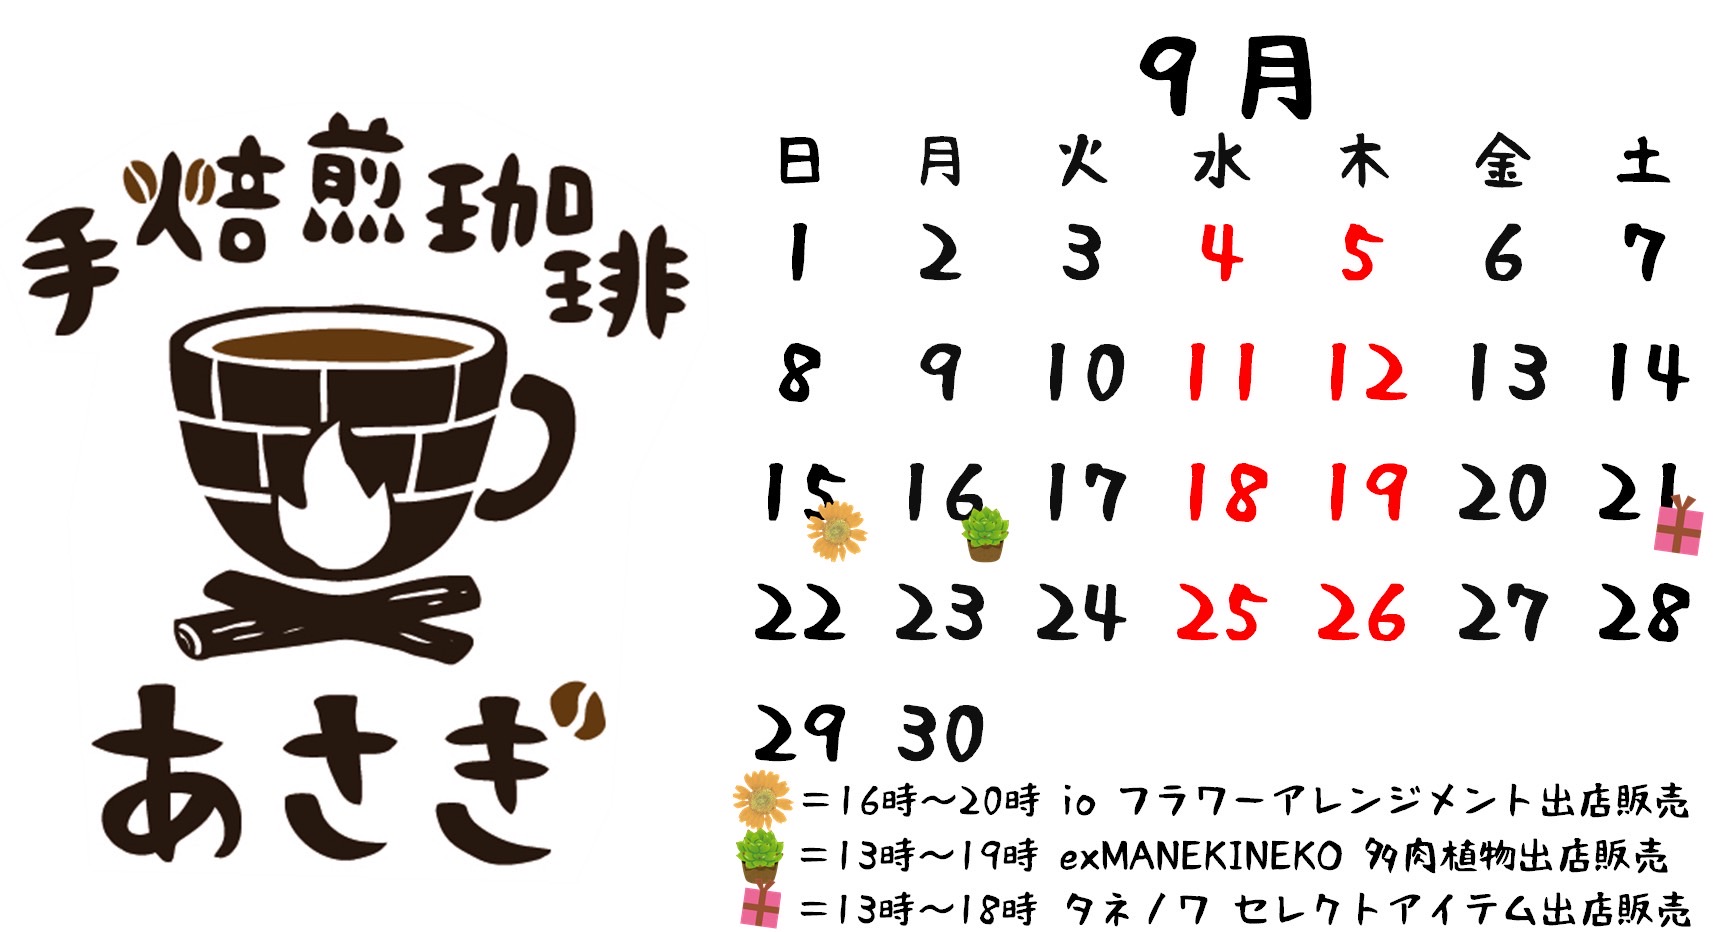 手焙煎珈琲
あさぎ
9月
日 月 火 水 木 金 土
1 2 3 4 5 6 7
8 9 10 11 12 13 14
15 16 17 18 19 20 21
22 23 24 25 26 27 28
29 30
=16時〜20時 io フラワーアレンジメント出店販売
=13時〜19時 exMANEKINEKO 多肉植物出店販売
=13時〜18時 タネノワ セレクトアイテム出店販売